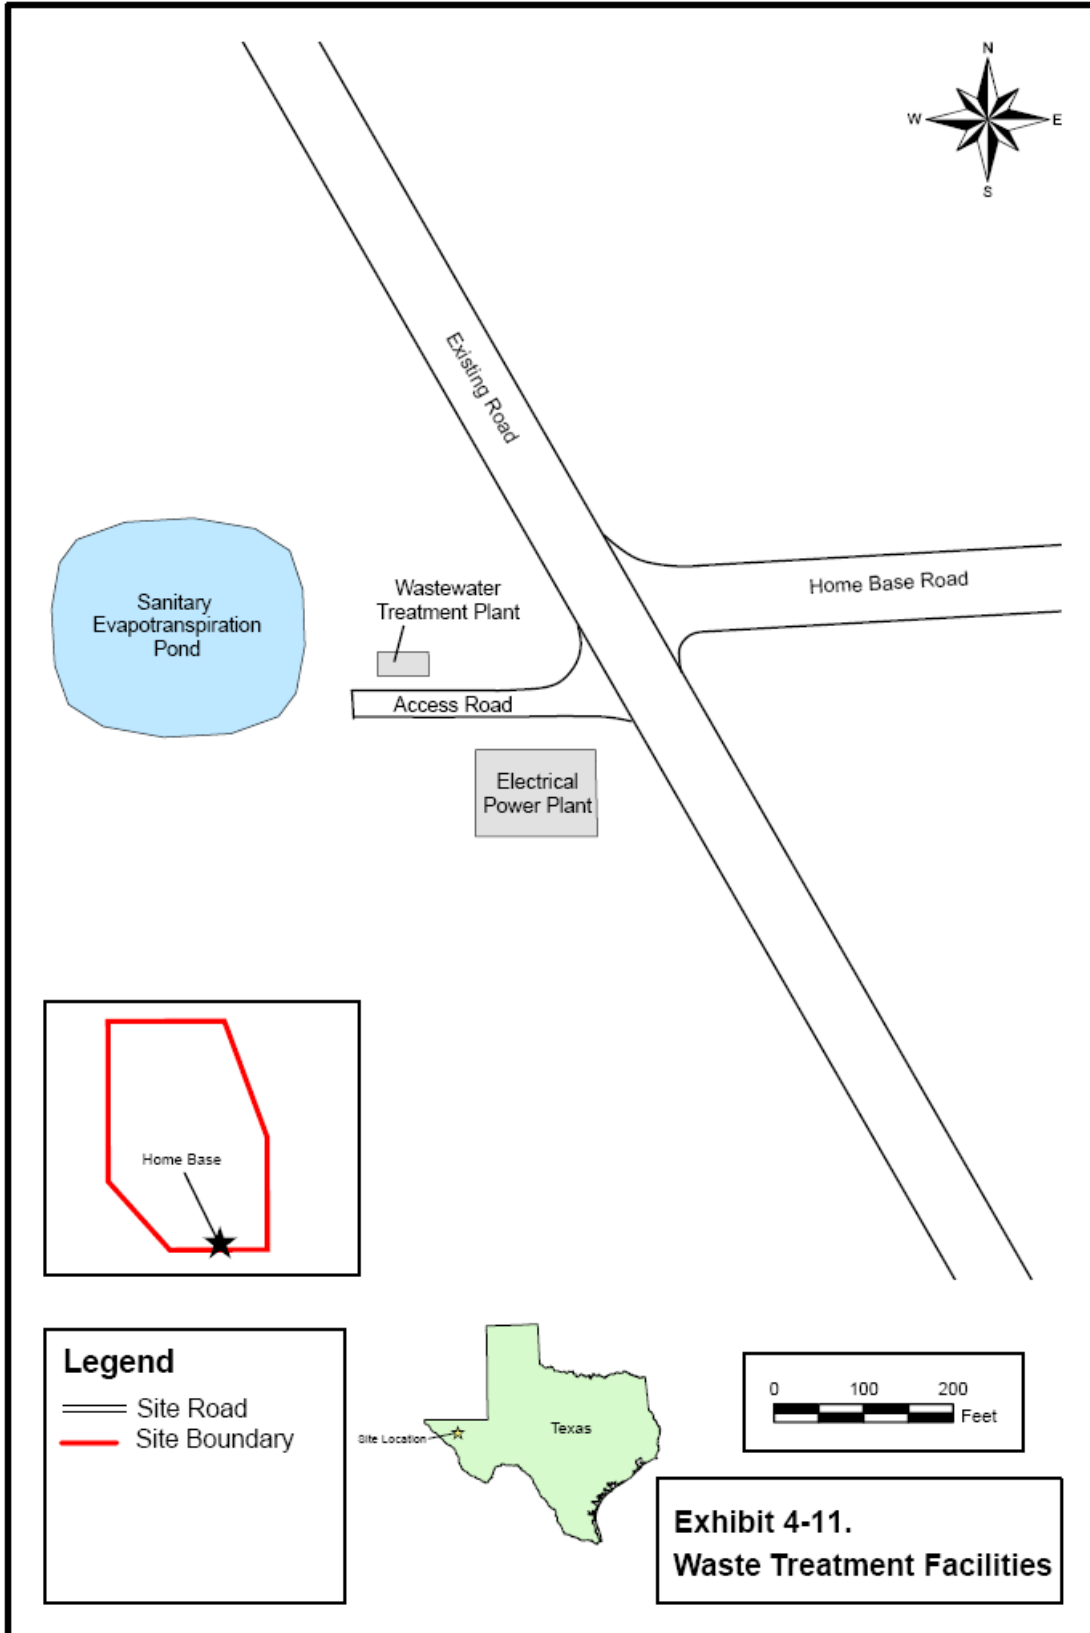 N
W
E
S
Existing Road
Home Base Road
Sanitary
Evapotranspiration
Pond
Wastewater
Treatment Plant
Access Road
Electrical
Power Plant
Home Base
Legend
Site Road
Site Boundary
Site Location
Texas
0 100 200
Feet
Exhibit 4-11.
Waste Treatment Facilities